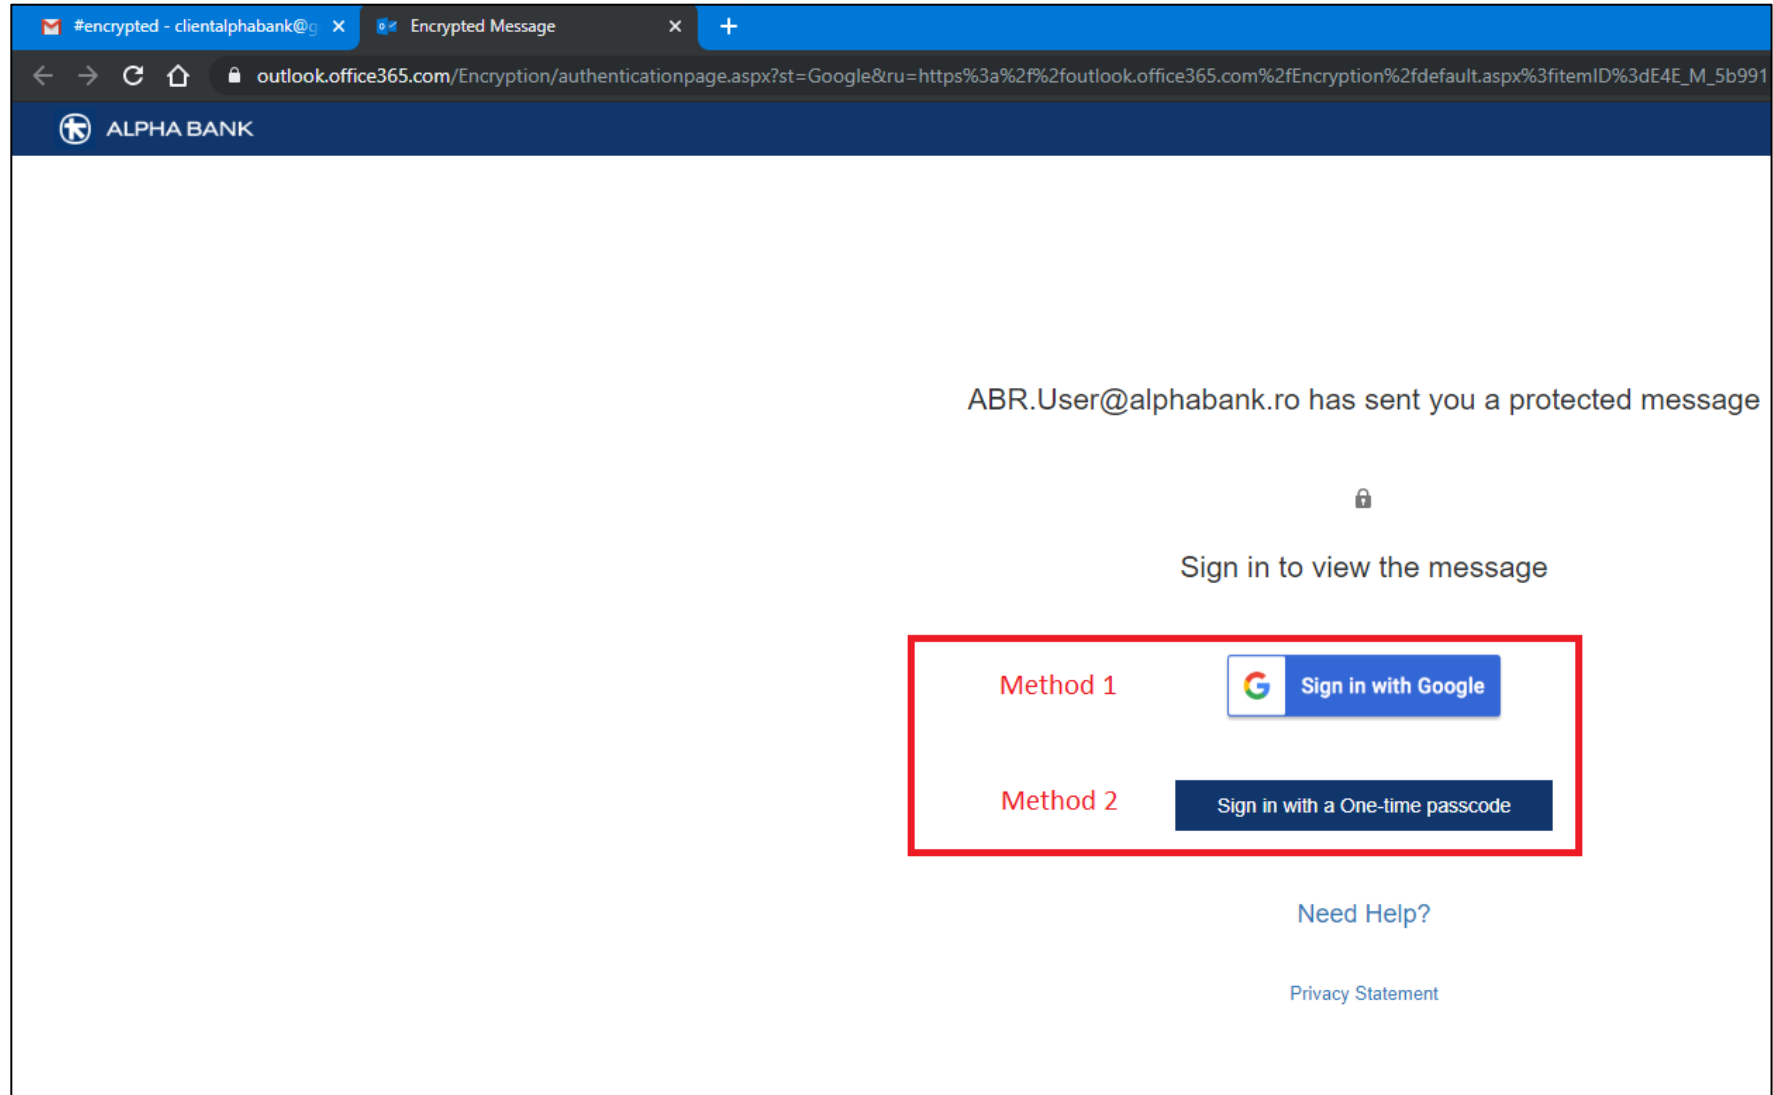 #encrypted - clientalphabank@g
Encrypted Message
outlook.office365.com/Encryption/authenticationpage.aspx?st=Google&ru=https%3a%2f%2foutlook.office365.com%2fEncryption%2fdefault.aspx%3fitemID%3dE4E_M_5b991
ALPHA BANK
ABR.User@alphabank.ro has sent you a protected message
Sign in to view the message
Method 1
Sign in with Google
Method 2
Sign in with a One-time passcode
Need Help?
Privacy Statement